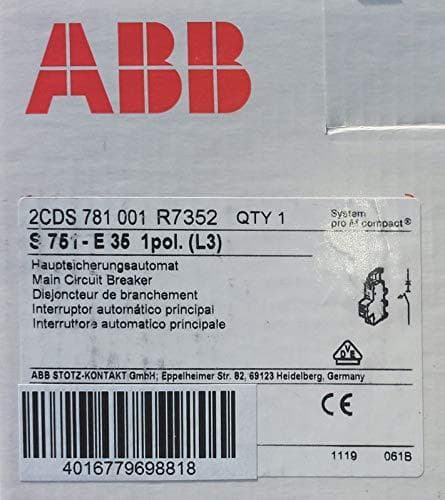 ABB
2CDS 781 001 R7352 QTY 1
System
pro M compact®
S 751-E 35 1pol. (L3)
Hauptsicherungsautomat
Main Circuit Breaker
Disjoncteur de branchement
Interruptor automático principal
Interruttore automatico principale
VDE
ABB STOTZ-KONTAKT GmbH; Eppelheimer Str. 82, 69123 Heidelberg, Germany
CE
4016779698818
1119 061B